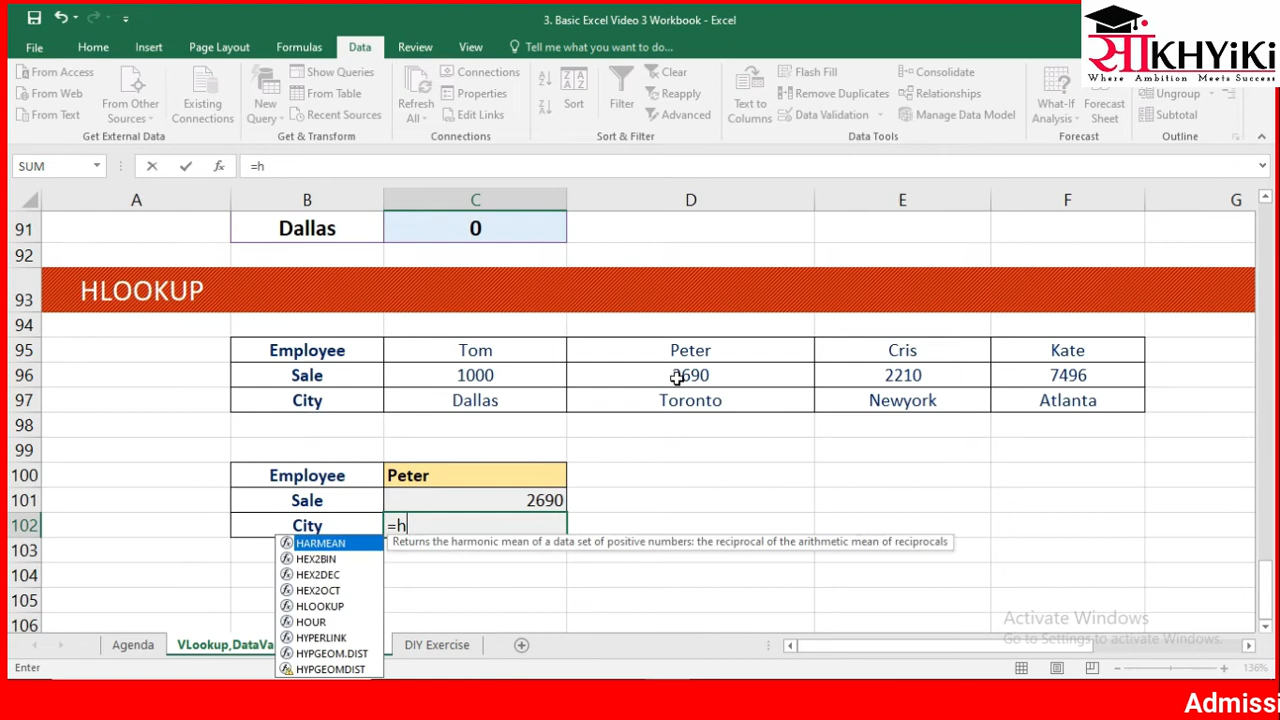 3. Basic Excel Video 3 Workbook - Excel
सांKHYiKi
Where Ambition Meets Success
File Home Insert Page Layout Formulas Data Review View Tell me what you want to do...
From Access
From Web
From Text
From Other Sources
Existing Connections
Get External Data
New Query
Show Queries
From Table
Recent Sources
Get & Transform
Refresh All
Connections
Properties
Edit Links
Connections
Sort
Filter
Clear
Reapply
Advanced
Sort & Filter
Text to Columns
Flash Fill
Remove Duplicates
Data Validation
Consolidate
Relationships
Manage Data Model
Data Tools
What-If Analysis
Forecast Sheet
Forecast
Ungroup
Subtotal
Outline
SUM =h
A B C D E F G
91 Dallas 0
92
93 HLOOKUP
94
95 Employee Tom Peter Cris Kate
96 Sale 1000 2690 2210 7496
97 City Dallas Toronto Newyork Atlanta
98
99
100 Employee Peter
101 Sale 2690
102 City =h
103
104
105
106
HARMEAN Returns the harmonic mean of a data set of positive numbers: the reciprocal of the arithmetic mean of reciprocals
HEX2BIN
HEX2DEC
HEX2OCT
HLOOKUP
HOUR
HYPERLINK
HYPGEOM.DIST
HYPGEOMDIST
Activate Windows
Go to Settings to activate Windows.
Agenda VLookup,DataVa DIY Exercise
Enter 136%
Admissi